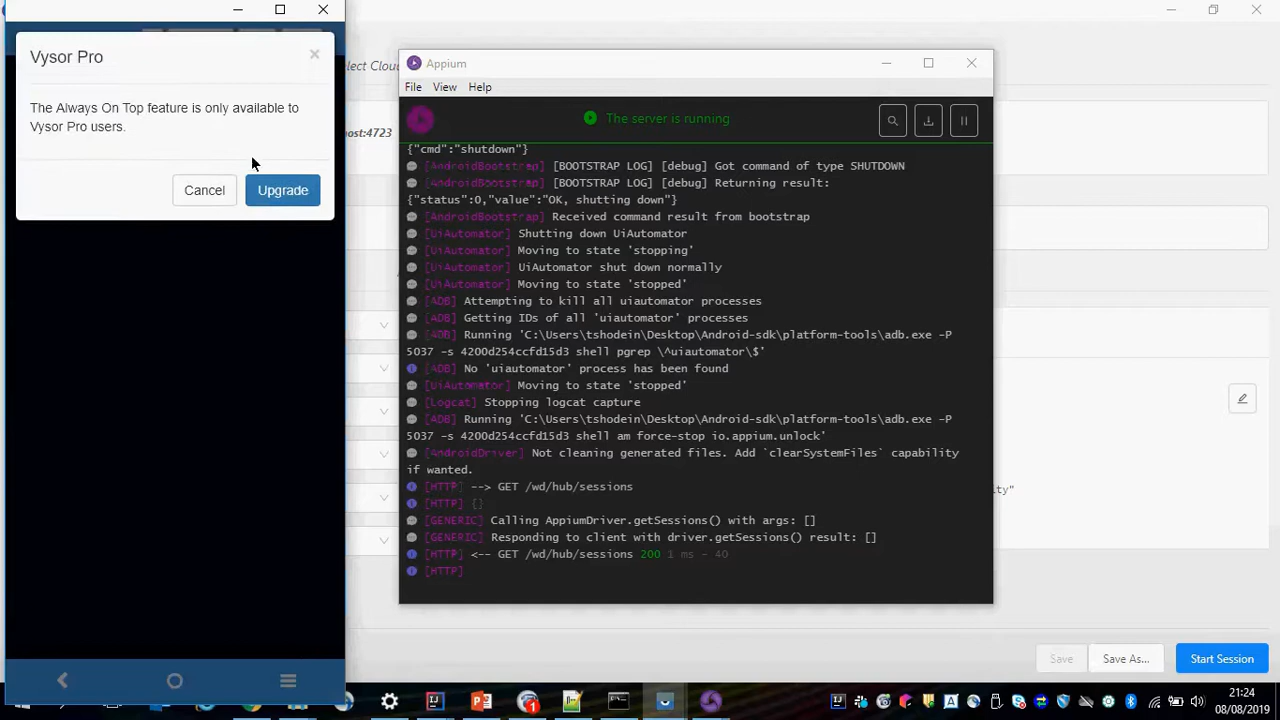 Vysor Pro
×
The Always On Top feature is only available to
Vysor Pro users.
Cancel
Upgrade
elect Clou
host:4723
Appium
File View Help
The server is running
{"cmd":"shutdown"}
[AndroidBootstrap] [BOOTSTRAP LOG] [debug] Got command of type SHUTDOWN
[AndroidBootstrap] [BOOTSTRAP LOG] [debug] Returning result:
{"status":0,"value":"OK, shutting down"}
[AndroidBootstrap] Received command result from bootstrap
[UiAutomator] Shutting down UiAutomator
[UiAutomator] Moving to state 'stopping'
[UiAutomator] UiAutomator shut down normally
[UiAutomator] Moving to state 'stopped'
[ADB] Attempting to kill all uiautomator processes
[ADB] Getting IDs of all 'uiautomator' processes
[ADB] Running 'C:\Users\tshodein\Desktop\Android-sdk\platform-tools\adb.exe -P
5037 -s 4200d254ccfd15d3 shell pgrep \^uiautomator\$'
[ADB] No 'uiautomator' process has been found
[UiAutomator] Moving to state 'stopped'
[Logcat] Stopping logcat capture
[ADB] Running 'C:\Users\tshodein\Desktop\Android-sdk\platform-tools\adb.exe -P
5037 -s 4200d254ccfd15d3 shell am force-stop io.appium.unlock'
[AndroidDriver] Not cleaning generated files. Add `clearSystemFiles` capability
if wanted.
[HTTP] --> GET /wd/hub/sessions
[HTTP] {}
[GENERIC] Calling AppiumDriver.getSessions() with args: []
[GENERIC] Responding to client with driver.getSessions() result: []
[HTTP] <-- GET /wd/hub/sessions 200 1 ms - 40
[HTTP]
ity"
Save
Save As...
Start Session
21:24
08/08/2019